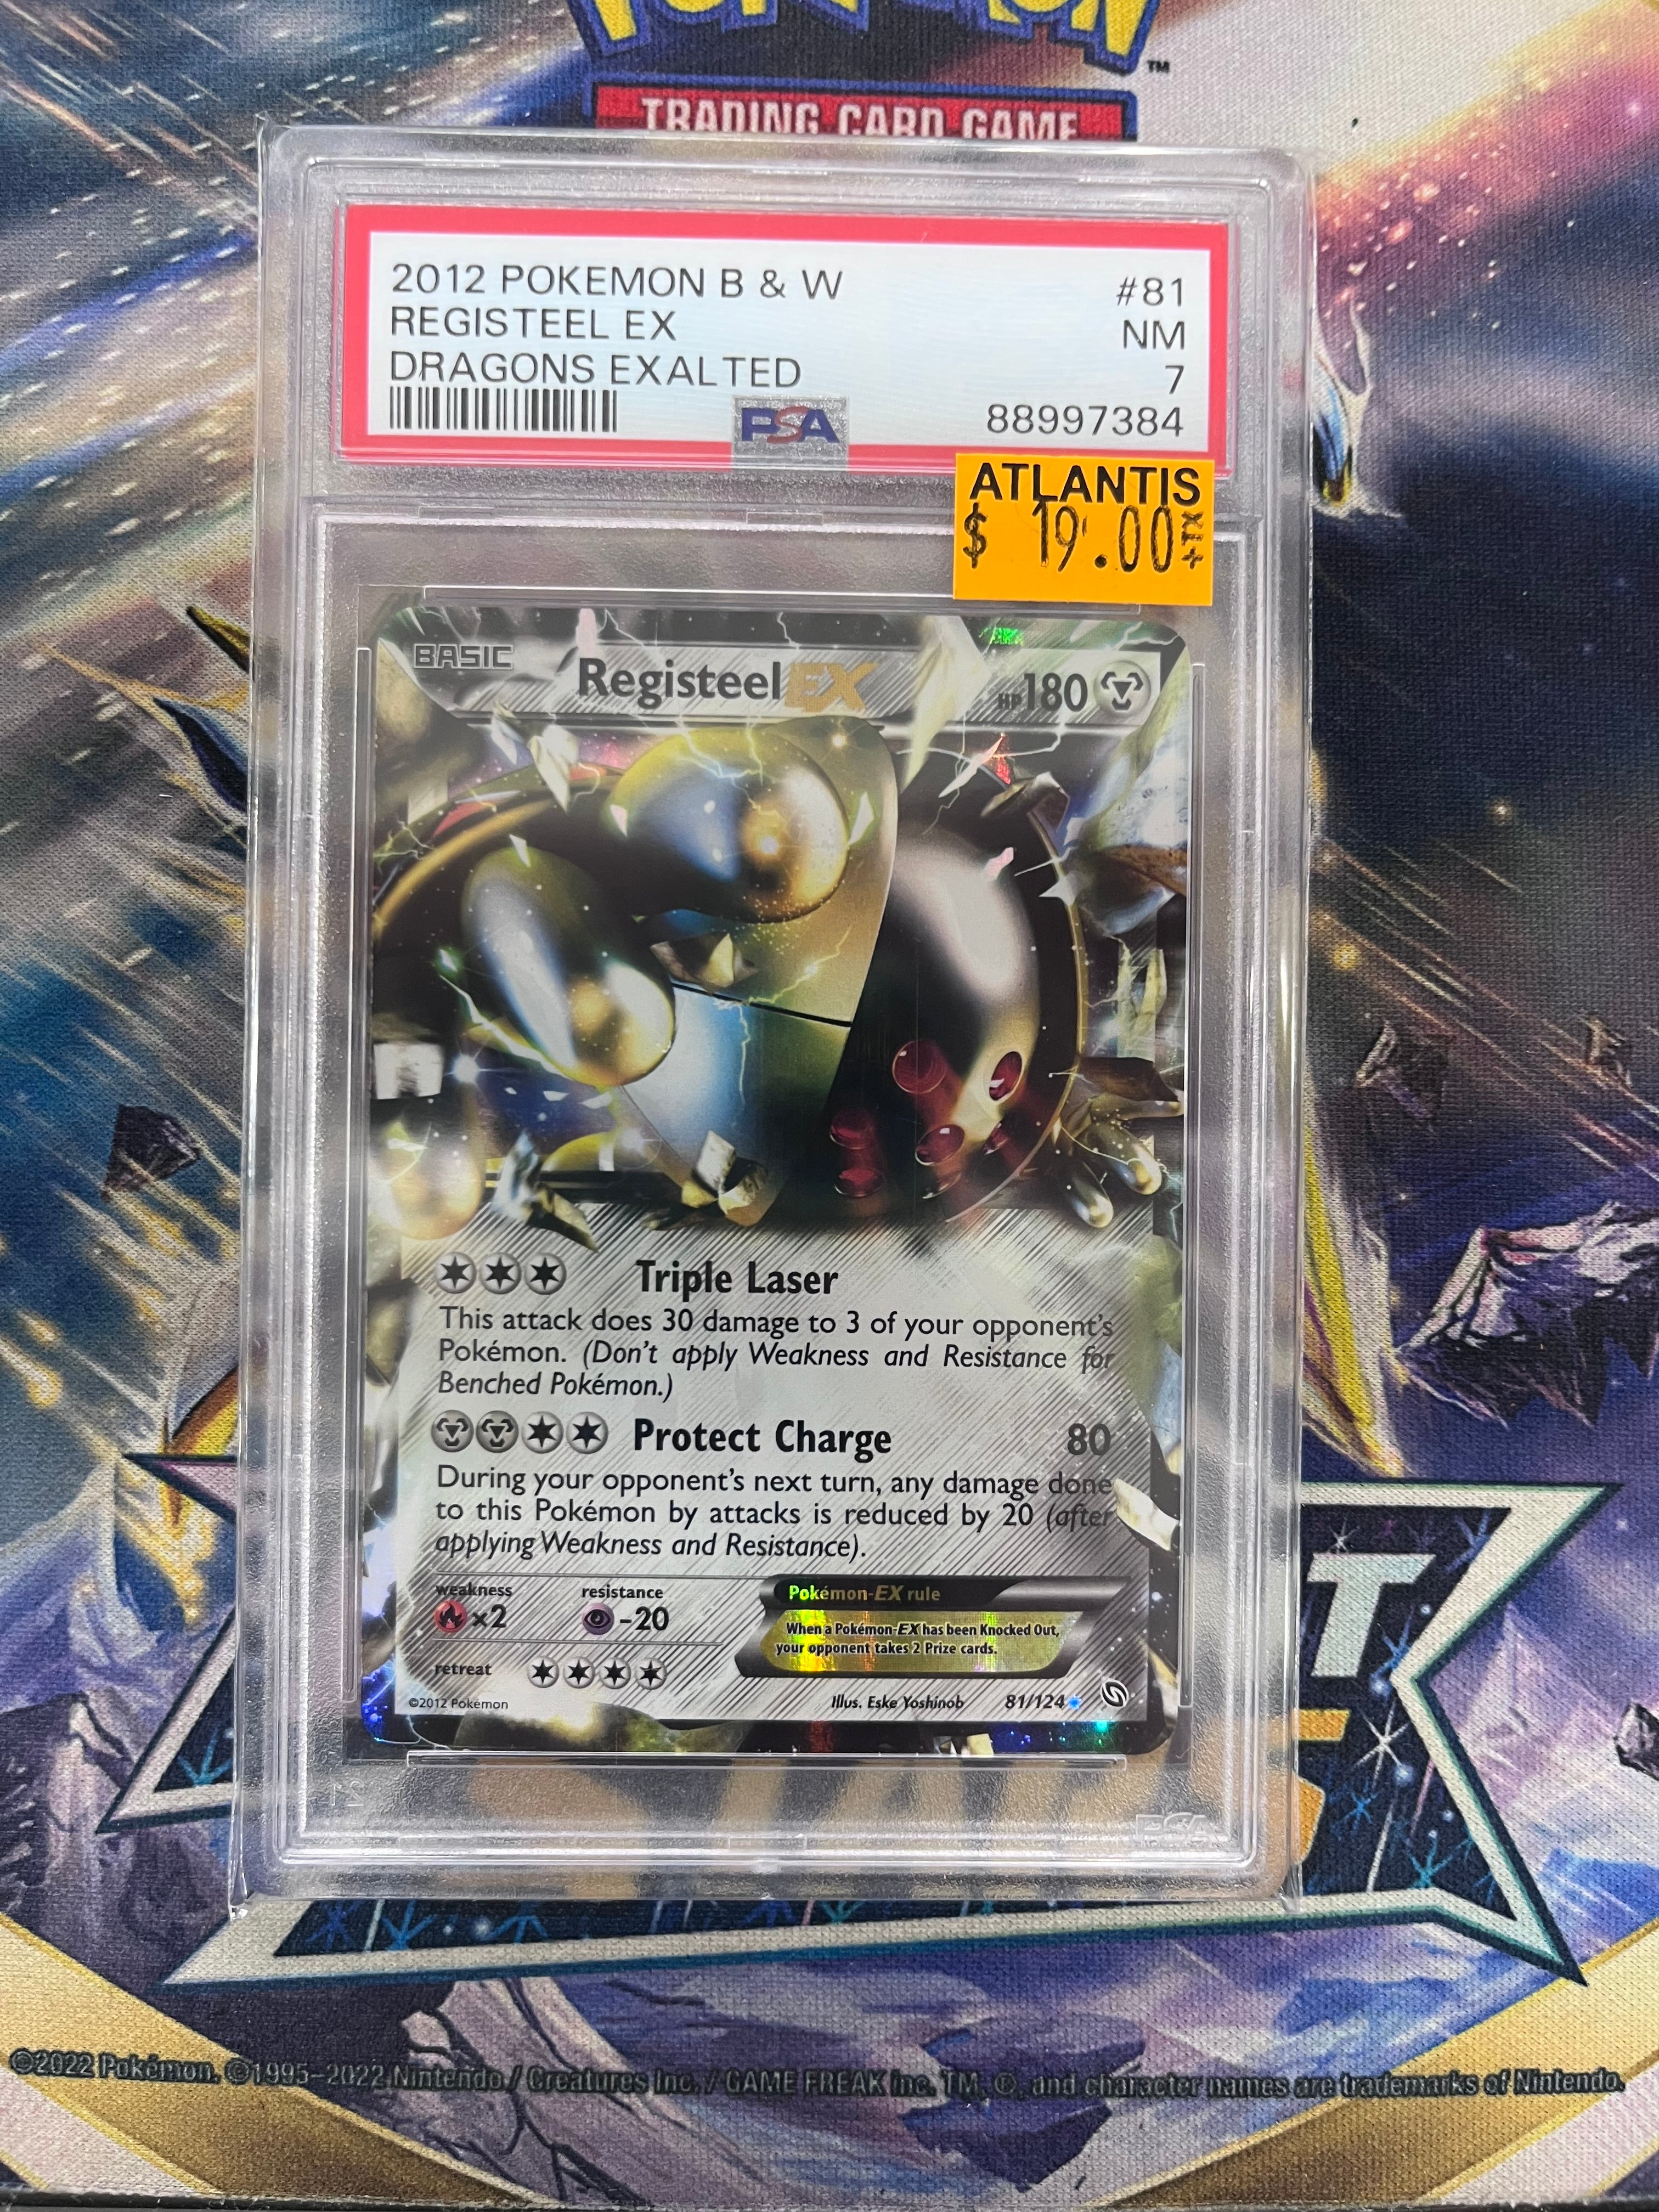 POKÉMON
™
TRADING CARD GAME
2012 POKEMON B & W #81
REGISTEEL EX NM
DRAGONS EXALTED 7
PSA 88997384
ATLANTIS
$ 19.00 +TX
BASIC Registeel EX HP180
Triple Laser
This attack does 30 damage to 3 of your opponent's
Pokémon. (Don't apply Weakness and Resistance for
Benched Pokémon.)
Protect Charge 80
During your opponent's next turn, any damage done
to this Pokémon by attacks is reduced by 20 (after
applying Weakness and Resistance).
weakness resistance Pokémon-EX rule
×2 -20 When a Pokémon-EX has been Knocked Out,
your opponent takes 2 Prize cards.
retreat
©2012 Pokémon Illus. Eske Yoshinob 81/124
PSA
©2022 Pokémon. ©1995–2022 Nintendo / Creatures Inc. / GAME FREAK inc. TM, ®, and character names are trademarks of Nintendo.